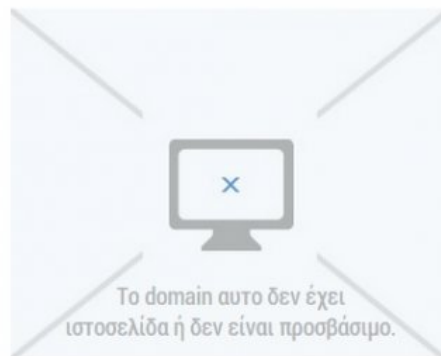 Το domain αυτο δεν έχει
ιστοσελίδα ή δεν είναι προσβάσιμο.